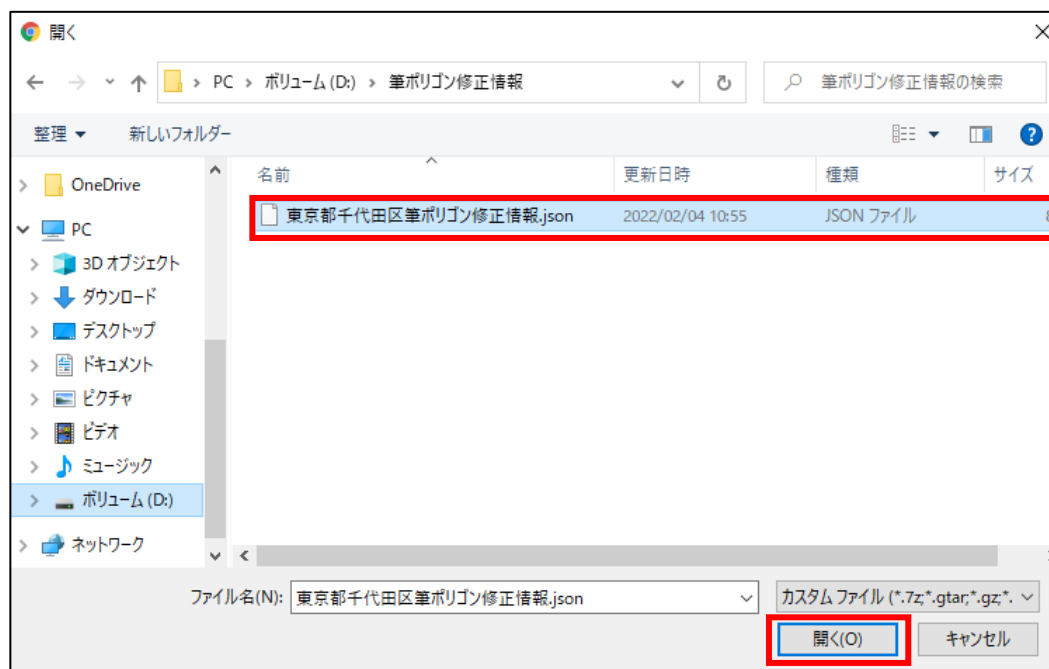 開く
PC > ボリューム (D:) > 筆ポリゴン修正情報
筆ポリゴン修正情報の検索
整理 新しいフォルダー
名前 更新日時 種類 サイズ
東京都千代田区筆ポリゴン修正情報.json 2022/02/04 10:55 JSON ファイル
OneDrive
PC
3D オブジェクト
ダウンロード
デスクトップ
ドキュメント
ピクチャ
ビデオ
ミュージック
ボリューム (D:)
ネットワーク
ファイル名(N): 東京都千代田区筆ポリゴン修正情報.json カスタム ファイル (*.7z;*.gtar;*.gz;*.
開く(O) キャンセル